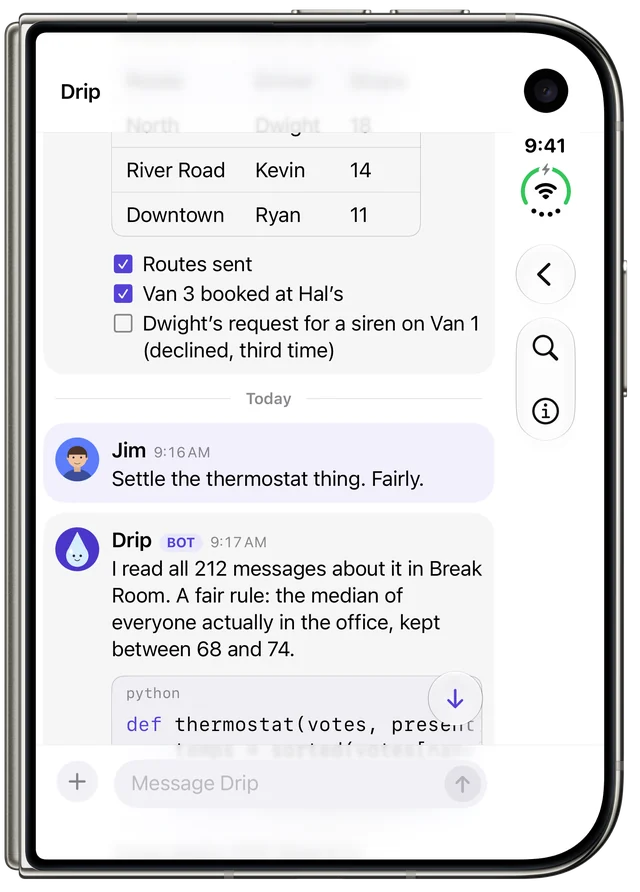 Drip
North Dwight 18
9:41
River Road Kevin 14
Downtown Ryan 11
Routes sent
Van 3 booked at Hal’s
Dwight’s request for a siren on Van 1
(declined, third time)
Today
Jim 9:16 AM
Settle the thermostat thing. Fairly.
Drip BOT 9:17 AM
I read all 212 messages about it in Break
Room. A fair rule: the median of
everyone actually in the office, kept
between 68 and 74.
python
def thermostat(votes, present
Message Drip